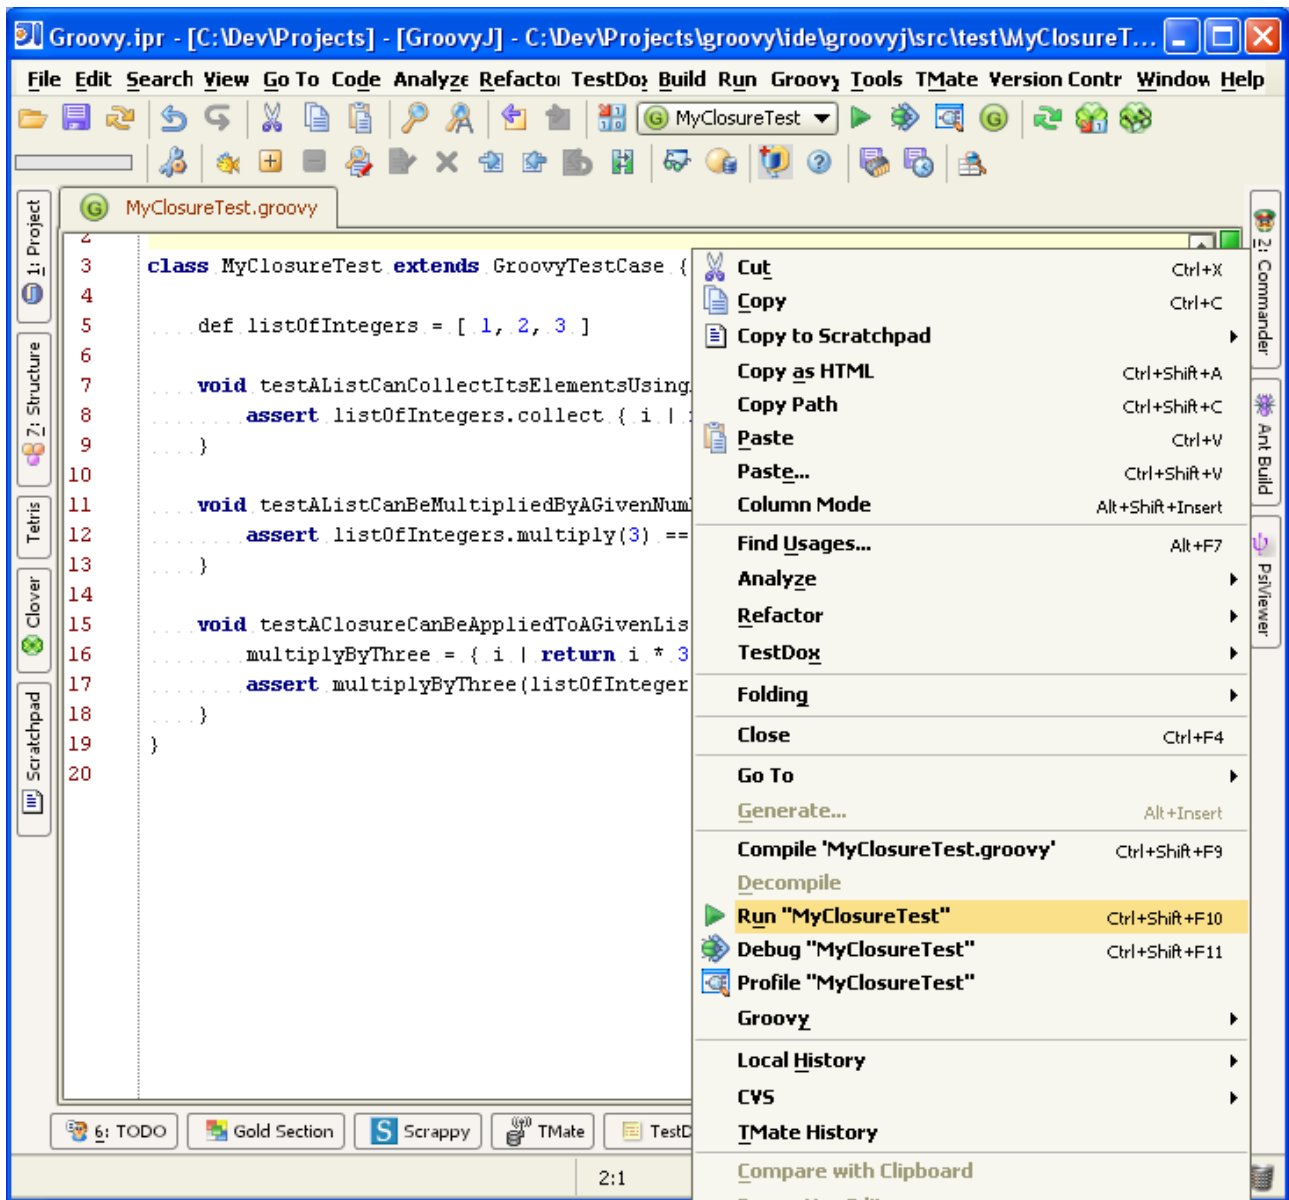 Groovy.ipr - [C:\Dev\Projects] - [GroovyJ] - C:\Dev\Projects\groovy\ide\groovyj\src\test\MyClosureT...
File Edit Search View Go To Code Analyze Refactor TestDox Build Run Groovy Tools TMate Version Contr Window Help
MyClosureTest
1: Project
7: Structure
Tetris
Clover
Scratchpad
MyClosureTest.groovy
2
3 class MyClosureTest extends GroovyTestCase {
4
5 def listOfIntegers = [ 1, 2, 3 ]
6
7 void testAListCanCollectItsElementsUsing
8 assert listOfIntegers.collect { i |
9 }
10
11 void testAListCanBeMultipliedByAGivenNum
12 assert listOfIntegers.multiply(3) ==
13 }
14
15 void testAClosureCanBeAppliedToAGivenLis
16 multiplyByThree = { i | return i * 3
17 assert multiplyByThree(listOfInteger
18 }
19 }
20
Cut Ctrl+X
Copy Ctrl+C
Copy to Scratchpad
Copy as HTML Ctrl+Shift+A
Copy Path Ctrl+Shift+C
Paste Ctrl+V
Paste... Ctrl+Shift+V
Column Mode Alt+Shift+Insert
Find Usages... Alt+F7
Analyze
Refactor
TestDox
Folding
Close Ctrl+F4
Go To
Generate... Alt+Insert
Compile 'MyClosureTest.groovy' Ctrl+Shift+F9
Decompile
Run "MyClosureTest" Ctrl+Shift+F10
Debug "MyClosureTest" Ctrl+Shift+F11
Profile "MyClosureTest"
Groovy
Local History
CVS
TMate History
Compare with Clipboard
2: Commander
Ant Build
PsiViewer
6: TODO Gold Section Scrappy TMate TestD
2:1